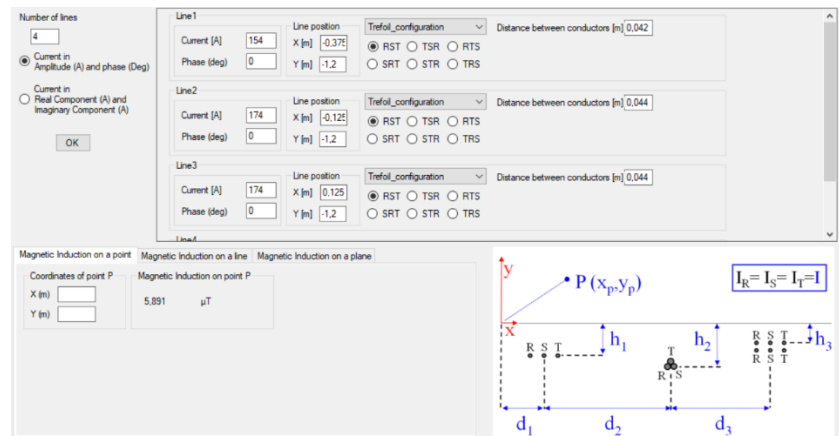 Number of lines
4
Current in
Amplitude (A) and phase (Deg)
Current in
Real Component (A) and
Imaginary Component (A)
OK
Line1
Current [A] 154
Phase (deg) 0
Line position
X [m] -0,375
Y [m] -1,2
Trefoil_configuration
RST TSR RTS
SRT STR TRS
Distance between conductors [m] 0,042
Line2
Current [A] 174
Phase (deg) 0
Line position
X [m] -0,125
Y [m] -1,2
Trefoil_configuration
RST TSR RTS
SRT STR TRS
Distance between conductors [m] 0,044
Line3
Current [A] 174
Phase (deg) 0
Line position
X [m] 0,125
Y [m] -1,2
Trefoil_configuration
RST TSR RTS
SRT STR TRS
Distance between conductors [m] 0,044
Line4
Magnetic Induction on a point Magnetic Induction on a line Magnetic Induction on a plane
Coordinates of point P
X (m)
Y (m)
Magnetic Induction on point P
5,891 µT
y
P (xp,yp)
IR= IS= IT=I
x
R S T
h1
T
R S
h2
R S T
R S T
h3
d1
d2
d3